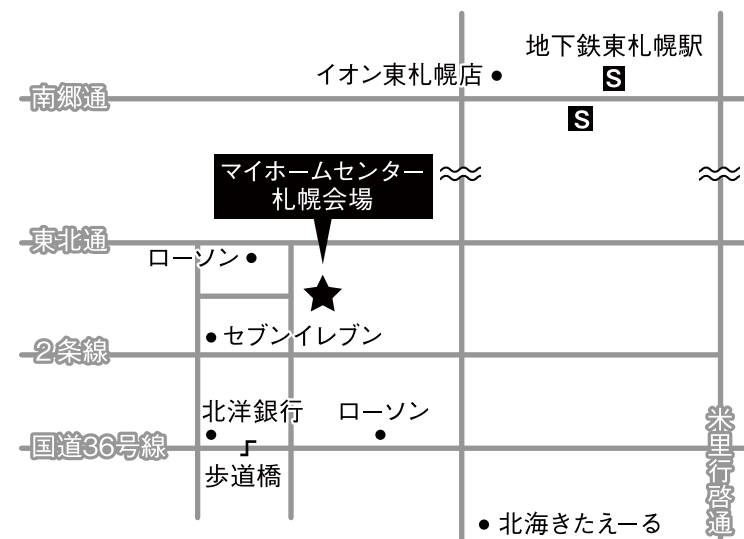 地下鉄東札幌駅
イオン東札幌店
S
南郷通
S
マイホームセンター
札幌会場
東北通
ローソン
セブンイレブン
2条線
北洋銀行
ローソン
国道36号線
歩道橋
米里行啓通
北海きたえーる